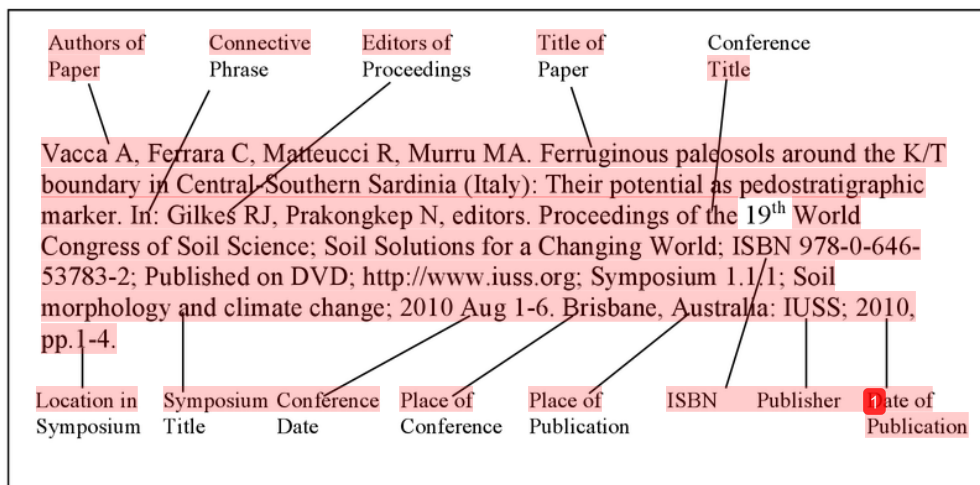 Authors of Connective Editors of Title of Conference
Paper Phrase Proceedings Paper Title
Vacca A, Ferrara C, Matteucci R, Murru MA. Ferruginous paleosols around the K/T
boundary in Central-Southern Sardinia (Italy): Their potential as pedostratigraphic
marker. In: Gilkes RJ, Prakongkep N, editors. Proceedings of the 19th World
Congress of Soil Science; Soil Solutions for a Changing World; ISBN 978-0-646-
53783-2; Published on DVD; http://www.iuss.org; Symposium 1.1.1; Soil
morphology and climate change; 2010 Aug 1-6. Brisbane, Australia: IUSS; 2010,
pp.1-4.
Location in Symposium Conference Place of Place of ISBN Publisher 1 Date of
Symposium Title Date Conference Publication Publication